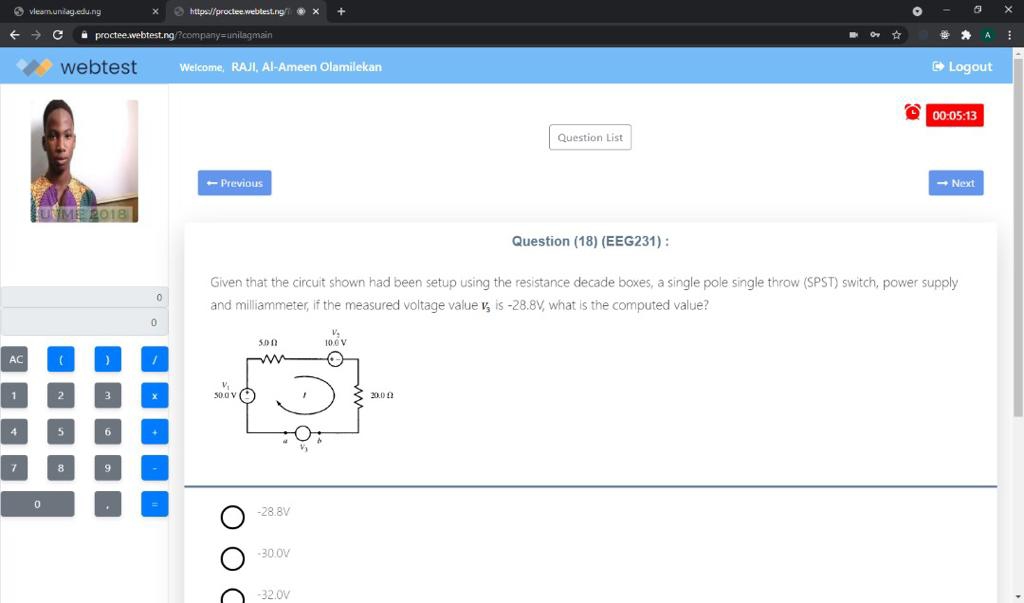 vlearn.unilag.edu.ng
https://proctee.webtest.ng/
proctee.webtest.ng/?company=unilagmain
A
webtest
Welcome, RAJI, Al-Ameen Olamilekan
Logout
00:05:13
Question List
← Previous
→ Next
UTME 2018
Question (18) (EEG231) :
Given that the circuit shown had been setup using the resistance decade boxes, a single pole single throw (SPST) switch, power supply
and milliammeter, if the measured voltage value V3 is -28.8V, what is the computed value?
V2
5.0 Ω
10.0 V
+ -
V1
50.0 V
+
-
I
20.0 Ω
a
b
V3
0
0
AC ( ) /
1 2 3 x
4 5 6 +
7 8 9 -
0 , =
-28.8V
-30.0V
-32.0V